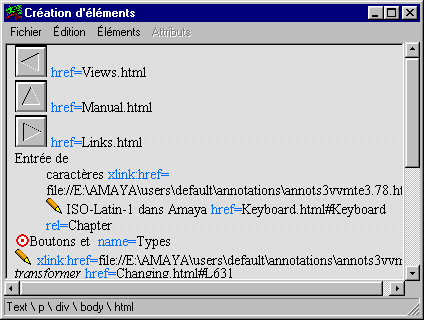 Création d'éléments
Fichier Édition Éléments Attributs
href=Views.html
href=Manual.html
href=Links.html
Entrée de
caractères xlink:href=
file://E:\AMAYA\users\default\annotations\annots3vvmte3.78.ht
ISO-Latin-1 dans Amaya href=Keyboard.html#Keyboard
rel=Chapter
Boutons et name=Types
xlink:href=file://E:\AMAYA\users\default\annotations\annots3vvm
transformer href=Changing.html#L631
Text \ p \ div \ body \ html